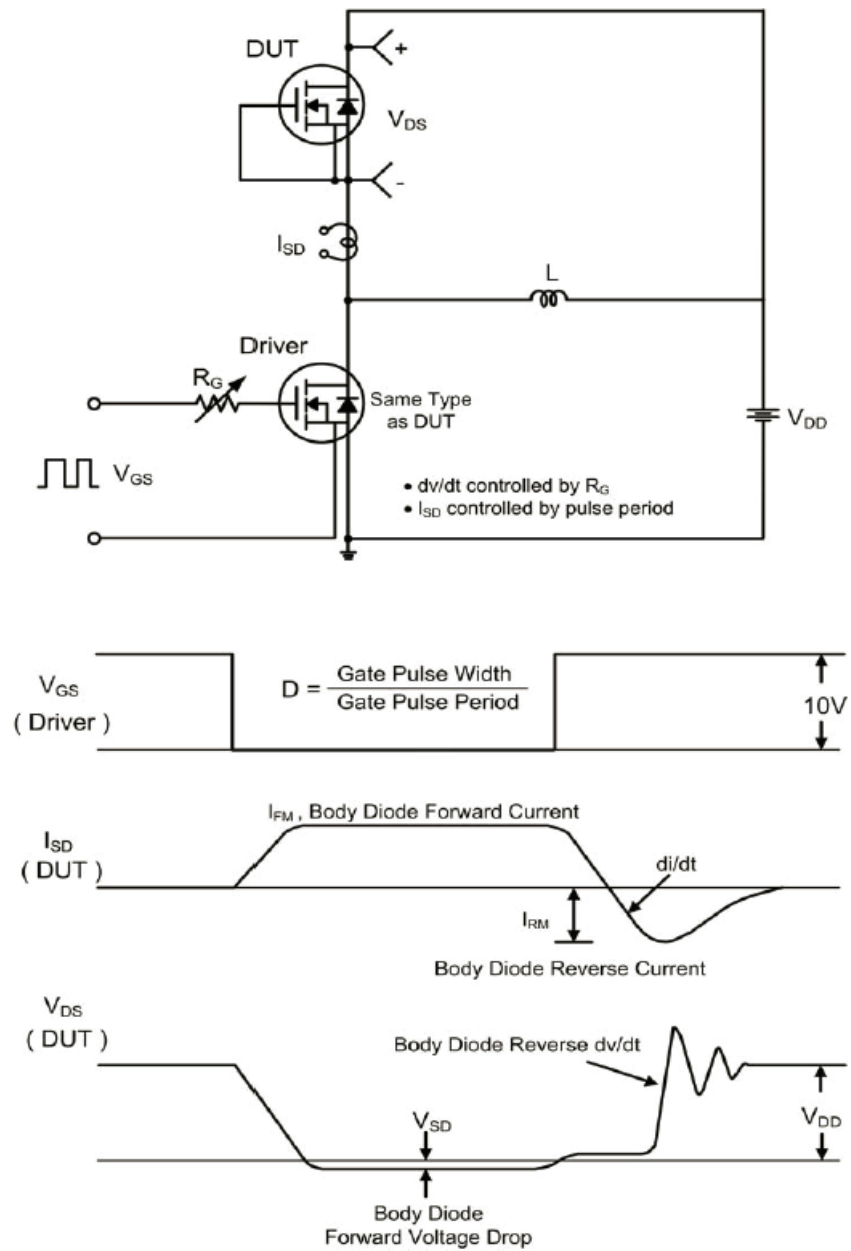 DUT
+
V_DS
-
I_SD
L
Driver
R_G
Same Type
as DUT
V_DD
V_GS
• dv/dt controlled by R_G
• I_SD controlled by pulse period
V_GS
( Driver )
D = Gate Pulse Width
Gate Pulse Period
10V
I_FM , Body Diode Forward Current
I_SD
( DUT )
di/dt
I_RM
Body Diode Reverse Current
V_DS
( DUT )
Body Diode Reverse dv/dt
V_SD
V_DD
Body Diode
Forward Voltage Drop